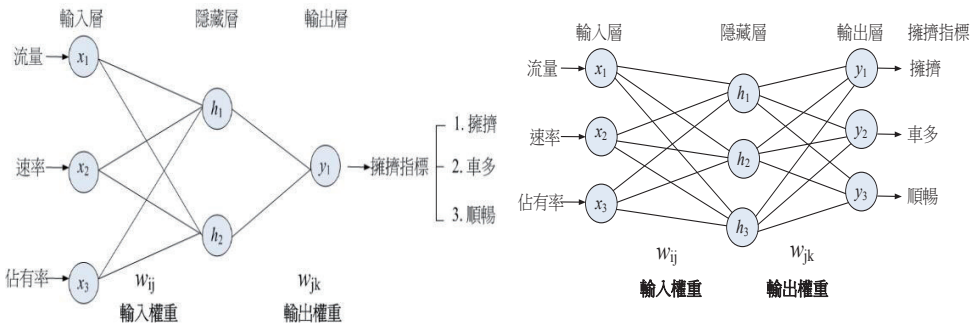 輸入層 隱藏層 輸出層
流量 x1
h1
速率 x2 y1 擁擠指標 1. 擁擠
2. 車多
3. 順暢
h2
佔有率 x3
wij wjk
輸入權重 輸出權重
輸入層 隱藏層 輸出層 擁擠指標
流量 x1 h1 y1 擁擠
速率 x2 h2 y2 車多
佔有率 x3 h3 y3 順暢
wij wjk
輸入權重 輸出權重